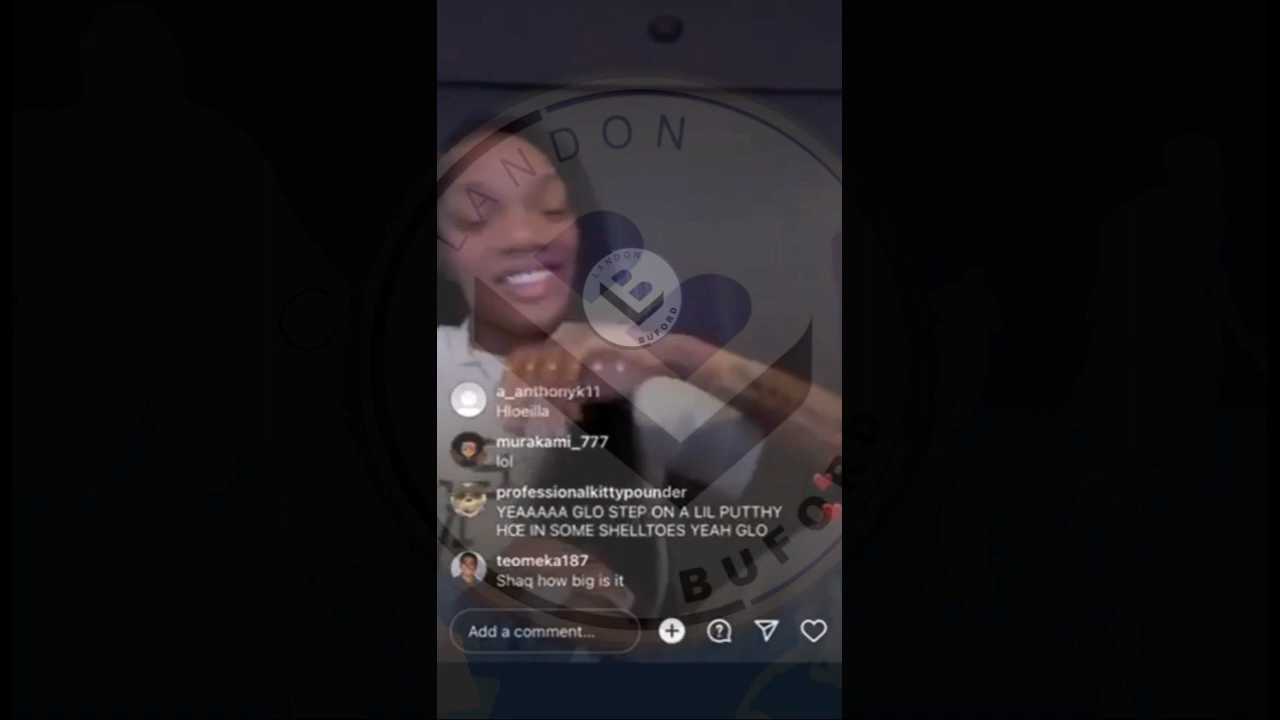 LANDON
LANDON
B
BUFORD
a_anthonyk11
Hloeilla
murakami_777
lol
professionalkittypounder
YEAAAAA GLO STEP ON A LIL PUTTHY
HŒ IN SOME SHELLTOES YEAH GLO
teomeka187
Shaq how big is it
BUFORD
Add a comment...